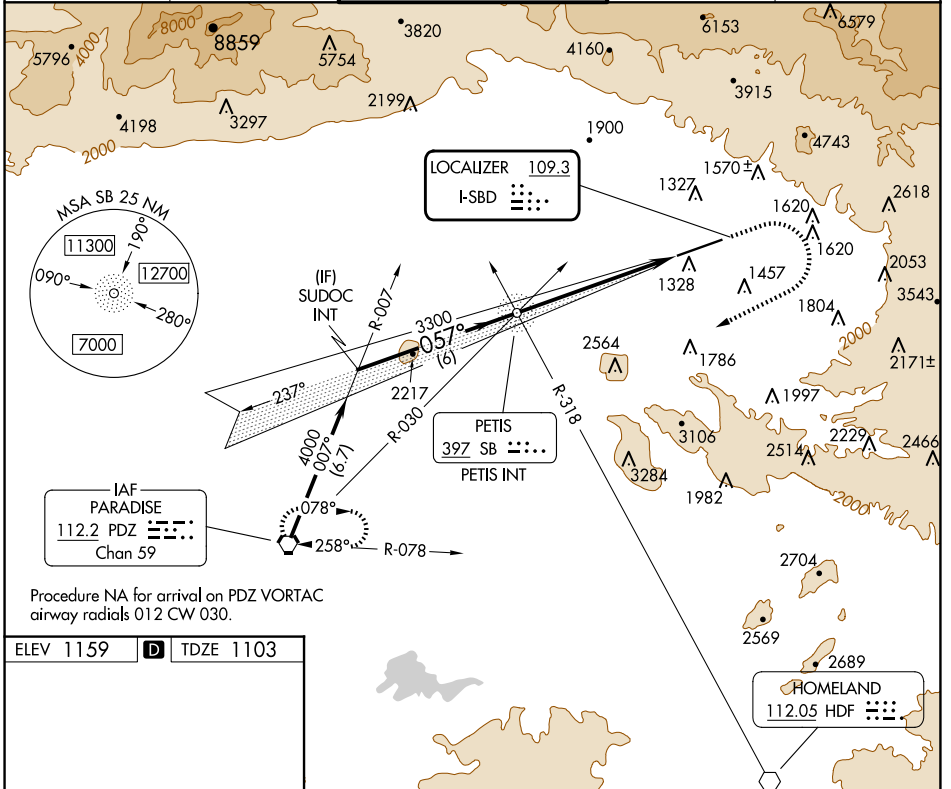 8000
8859
3820
6153
6579
4160
5796
4000
5754
3915
2199
3297
4198
4743
1900
2000
LOCALIZER 109.3
I-SBD
1570±
1327
2618
1620
1620
MSA SB 25 NM
11300
190°
12700
090°
280°
7000
(IF)
SUDOC
INT
R-007
1328
1457
2053
3543
1804
3300
057°
(6)
2217
2564
1786
2000
2171±
237°
R-030
R-318
1997
PETIS
397 SB
PETIS INT
4000
007°
(6.7)
3106
2514
2229
2466
3284
1982
IAF
PARADISE
112.2 PDZ
Chan 59
078°
258°
R-078
2000
2704
Procedure NA for arrival on PDZ VORTAC
airway radials 012 CW 030.
2569
ELEV 1159 D TDZE 1103
2689
HOMELAND
112.05 HDF